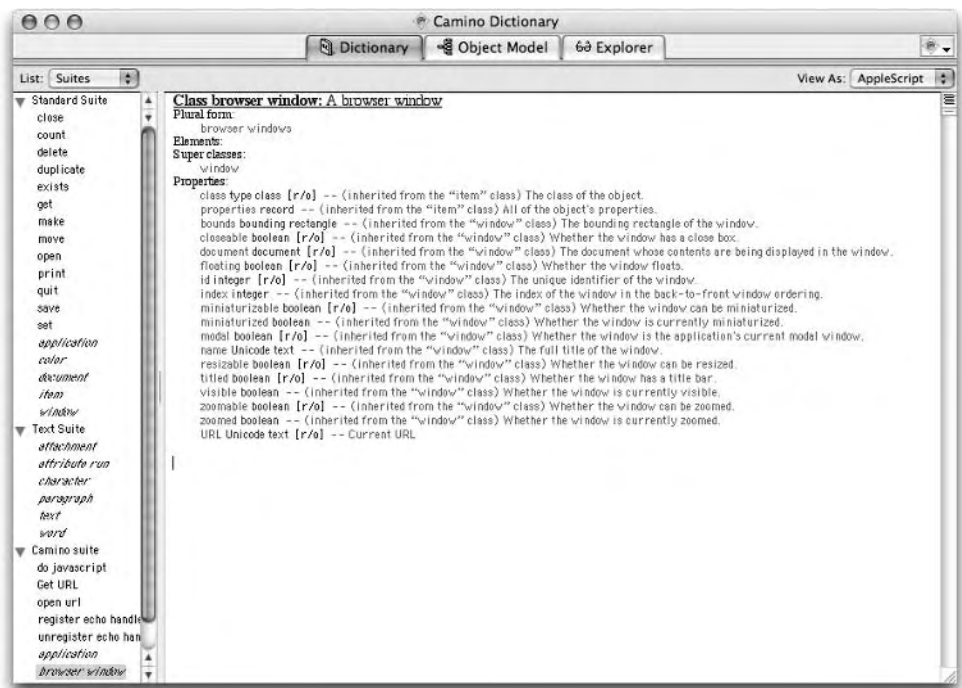 Camino Dictionary
Dictionary
Object Model
Explorer
List: Suites
View As: AppleScript
Standard Suite
close
count
delete
duplicate
exists
get
make
move
open
print
quit
save
set
application
color
document
item
window
Text Suite
attachment
attribute run
character
paragraph
text
word
Camino suite
do javascript
Get URL
open url
register echo handle
unregister echo han
application
browser window
Class browser window: A browser window
Plural form:
browser windows
Elements:
Super classes:
window
Properties:
class type class [r/o] -- (inherited from the “item” class) The class of the object.
properties record -- (inherited from the “item” class) All of the object's properties.
bounds bounding rectangle -- (inherited from the “window” class) The bounding rectangle of the window.
closeable boolean [r/o] -- (inherited from the “window” class) Whether the window has a close box.
document document [r/o] -- (inherited from the “window” class) The document whose contents are being displayed in the window.
floating boolean [r/o] -- (inherited from the “window” class) Whether the window floats.
id integer [r/o] -- (inherited from the “window” class) The unique identifier of the window.
index integer -- (inherited from the “window” class) The index of the window in the back-to-front window ordering.
miniaturizable boolean [r/o] -- (inherited from the “window” class) Whether the window can be miniaturized.
miniaturized boolean -- (inherited from the “window” class) Whether the window is currently miniaturized.
modal boolean [r/o] -- (inherited from the “window” class) Whether the window is the application's current modal window.
name Unicode text -- (inherited from the “window” class) The full title of the window.
resizable boolean [r/o] -- (inherited from the “window” class) Whether the window can be resized.
titled boolean [r/o] -- (inherited from the “window” class) Whether the window has a title bar.
visible boolean -- (inherited from the “window” class) Whether the window is currently visible.
zoomable boolean [r/o] -- (inherited from the “window” class) Whether the window can be zoomed.
zoomed boolean -- (inherited from the “window” class) Whether the window is currently zoomed.
URL Unicode text [r/o] -- Current URL